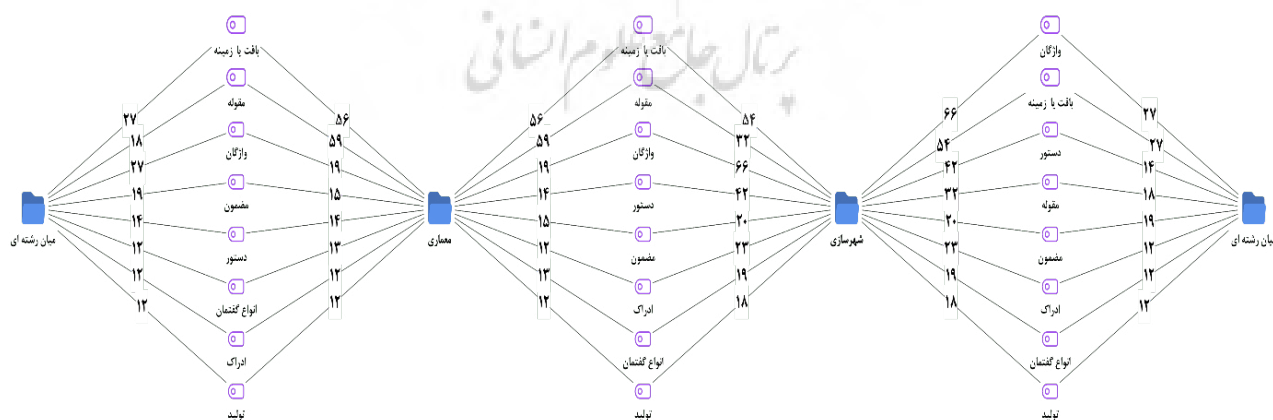 پرتال جامع علوم انسانی
واژگان
بافت یا زمینه
دستور
مقوله
مضمون
ادراک
انواع گفتمان
تولید
۲۷
۲۷
۱۴
۱۸
۱۹
۱۲
۱۲
۱۲
۶۶
۵۴
۴۲
۳۲
۲۰
۲۳
۱۹
۱۸
میان رشته ای
شهرسازی
بافت یا زمینه
مقوله
واژگان
دستور
مضمون
ادراک
انواع گفتمان
تولید
۵۴
۳۲
۶۶
۴۲
۲۰
۲۳
۱۹
۱۸
۵۶
۵۹
۱۹
۱۴
۱۵
۱۲
۱۳
۱۲
معماری
بافت یا زمینه
مقوله
واژگان
مضمون
دستور
انواع گفتمان
ادراک
تولید
۵۶
۵۹
۱۹
۱۵
۱۴
۱۳
۱۲
۱۲
۲۷
۱۸
۲۷
۱۹
۱۴
۱۲
۱۲
۱۲
میان رشته ای